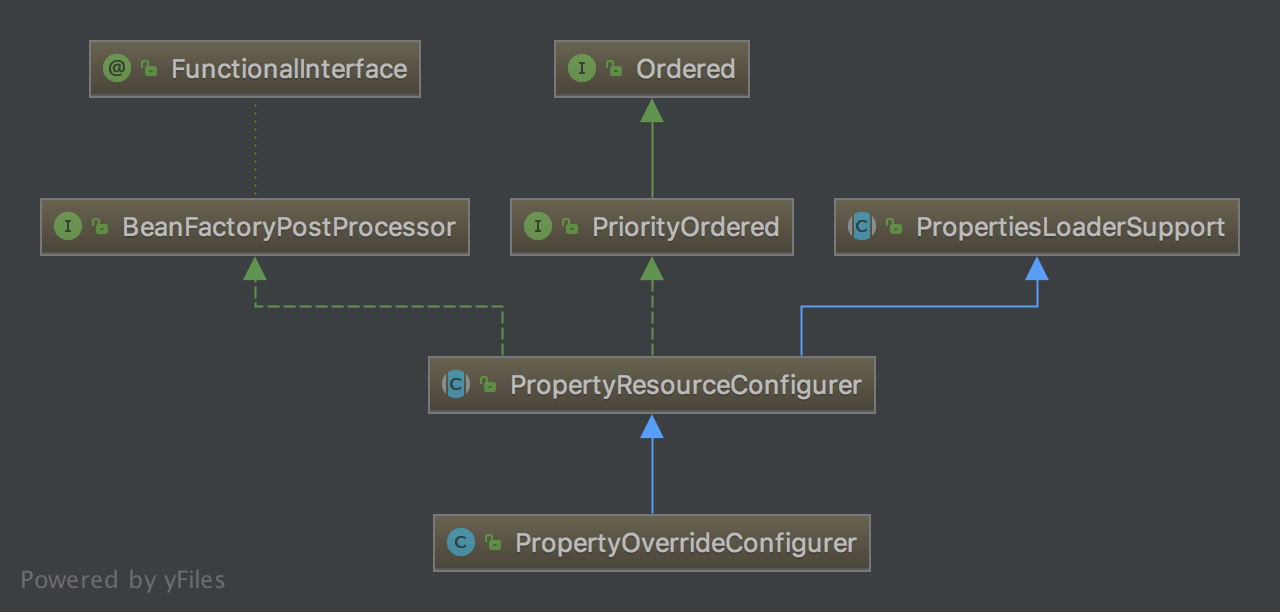 @ FunctionalInterface
I Ordered
I BeanFactoryPostProcessor
I PriorityOrdered
C PropertiesLoaderSupport
C PropertyResourceConfigurer
C PropertyOverrideConfigurer
Powered by yFiles